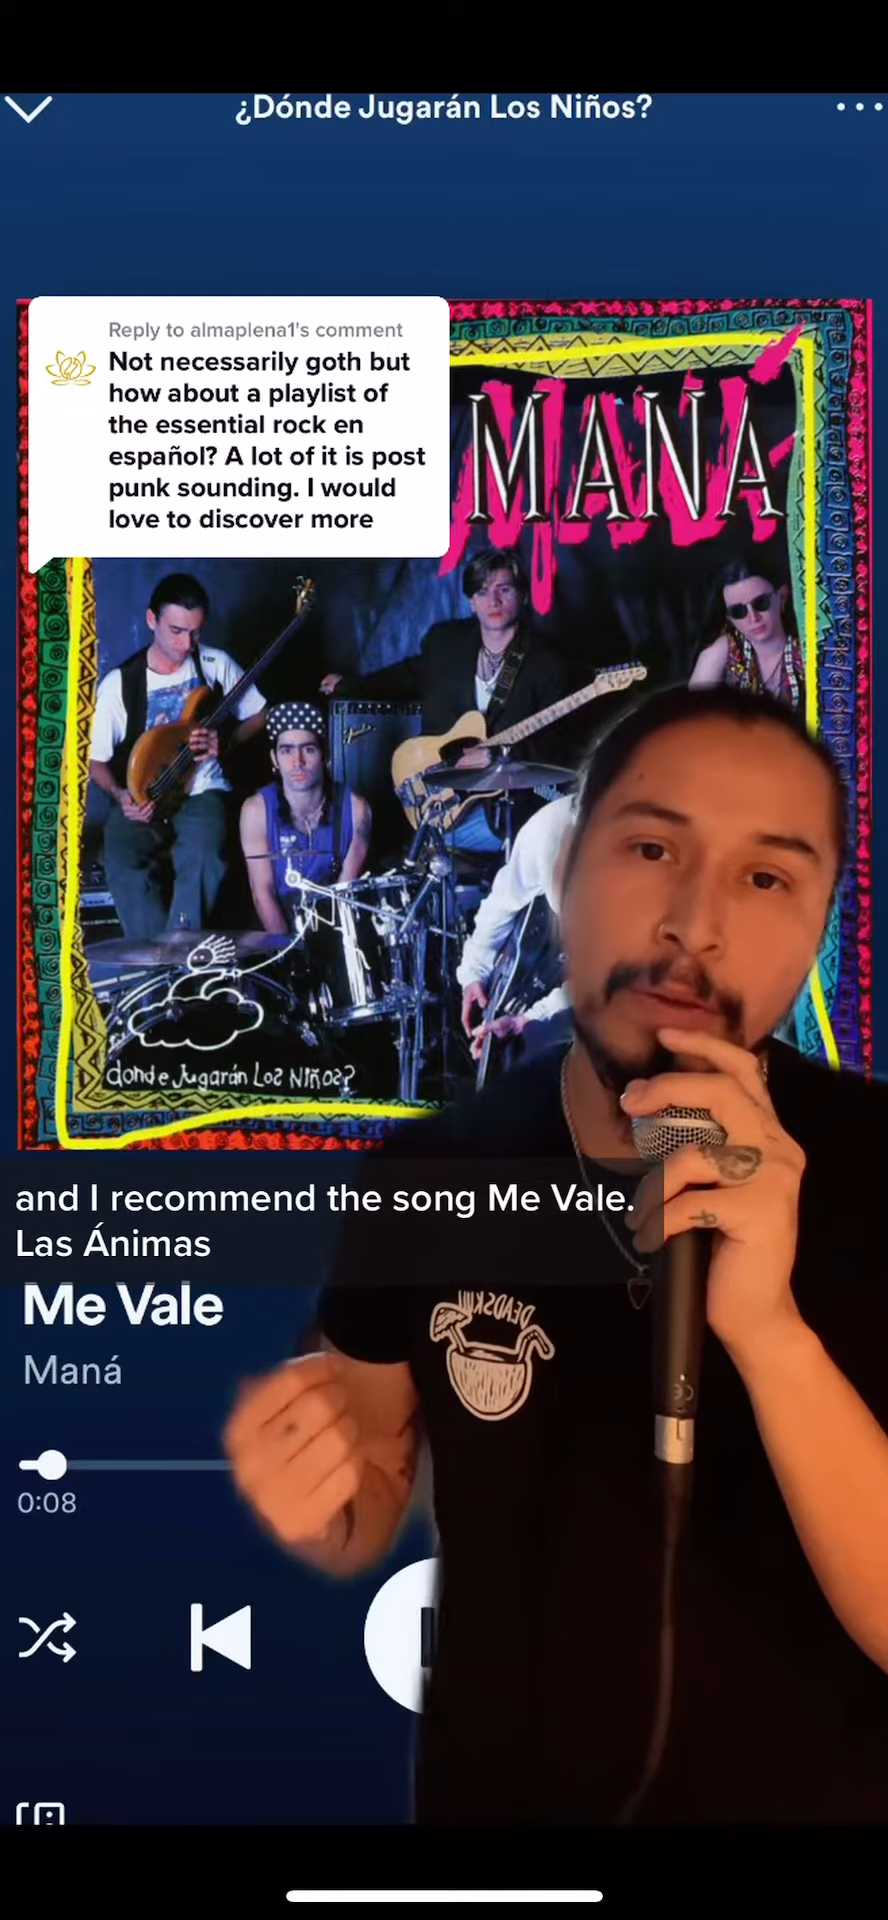 ¿Dónde Jugarán Los Niños?
Reply to almaplena1's comment
Not necessarily goth but
how about a playlist of
the essential rock en
español? A lot of it is post
punk sounding. I would
love to discover more
MANÁ
donde Jugarán Los Niños?
and I recommend the song Me Vale.
Las Ánimas
Me Vale
Maná
0:08